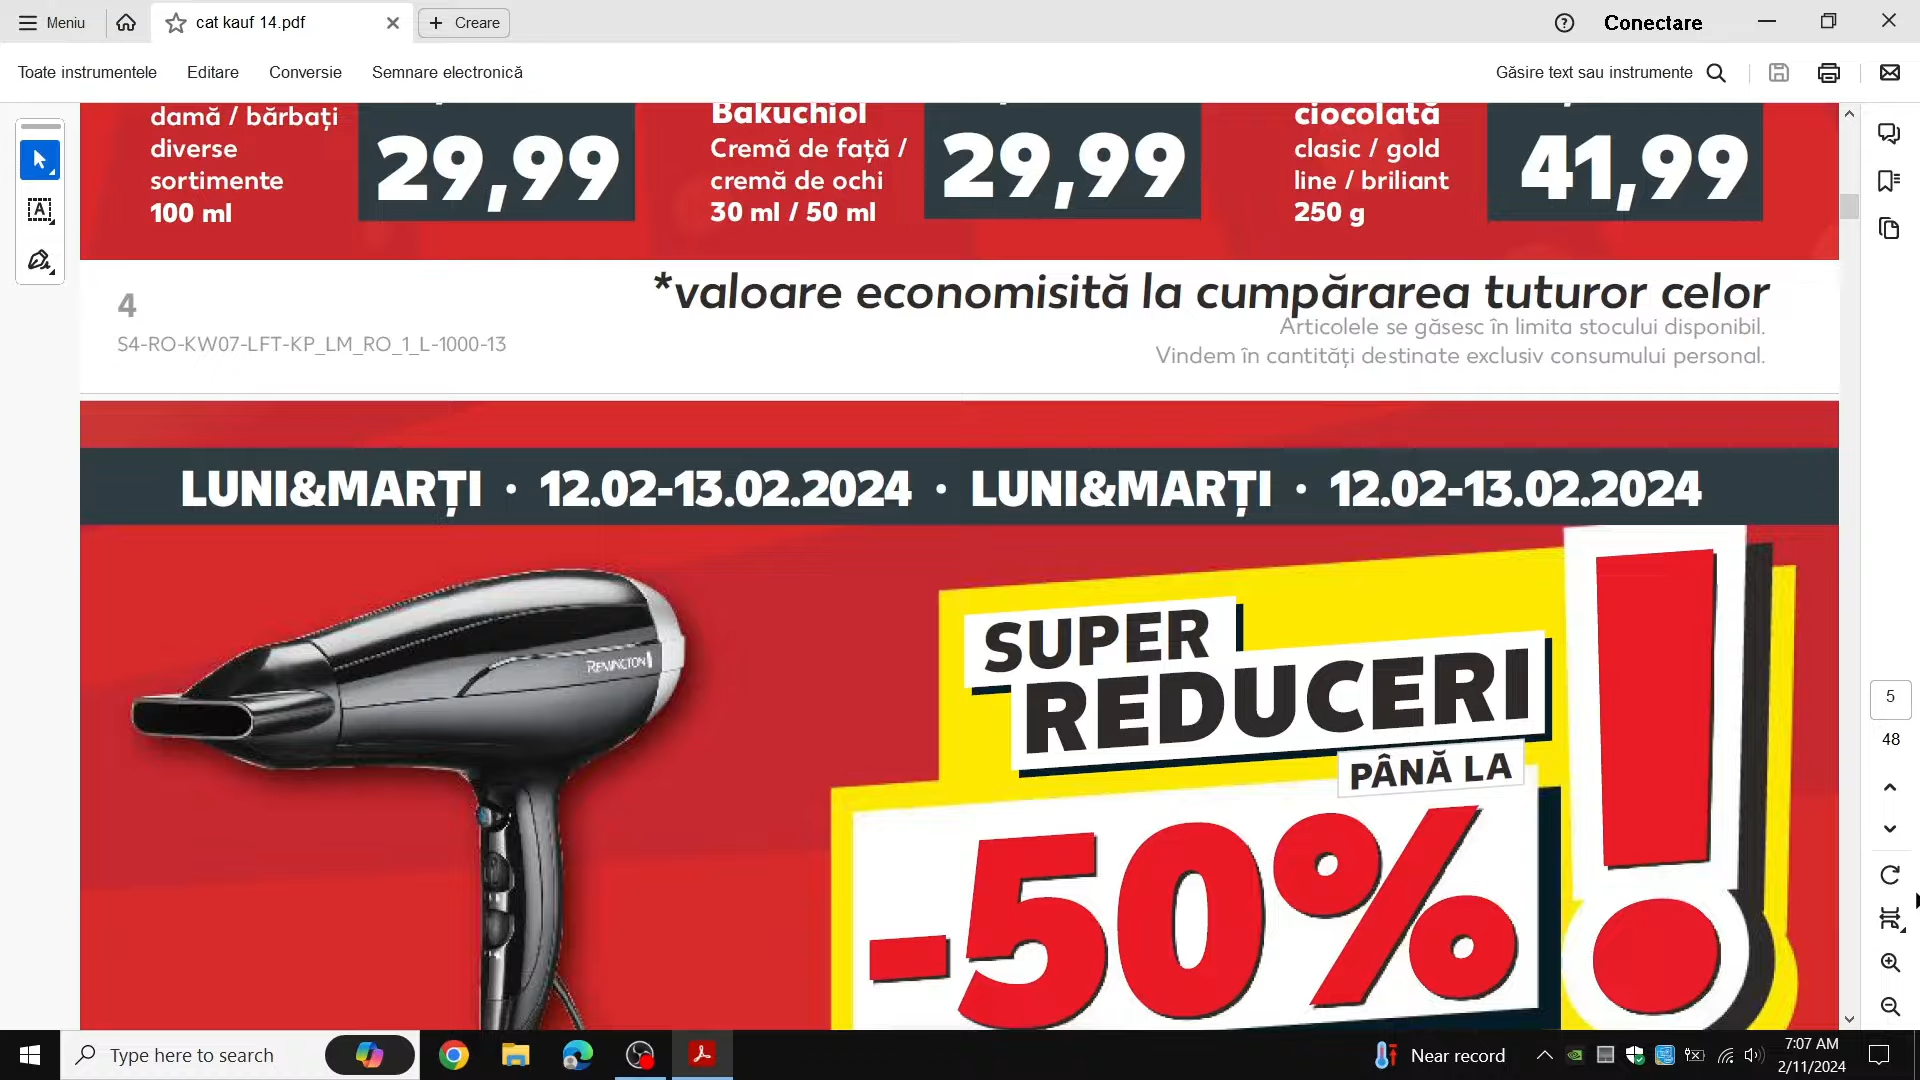 Meniu
cat kauf 14.pdf
Creare
Conectare
Toate instrumentele
Editare
Conversie
Semnare electronică
Găsire text sau instrumente
damă / bărbați
diverse
sortimente
100 ml
29,99
Bakuchiol
Cremă de față /
cremă de ochi
30 ml / 50 ml
29,99
ciocolată
clasic / gold
line / briliant
250 g
41,99
*valoare economisită la cumpărarea tuturor celor
4
Articolele se găsesc în limita stocului disponibil.
S4-RO-KW07-LFT-KP_LM_RO_1_L-1000-13
Vindem în cantități destinate exclusiv consumului personal.
LUNI&MARȚI · 12.02-13.02.2024 · LUNI&MARȚI · 12.02-13.02.2024
REMINGTON
SUPER
REDUCERI
PÂNĂ LA
-50%!
5
48
Type here to search
Near record
7:07 AM
2/11/2024